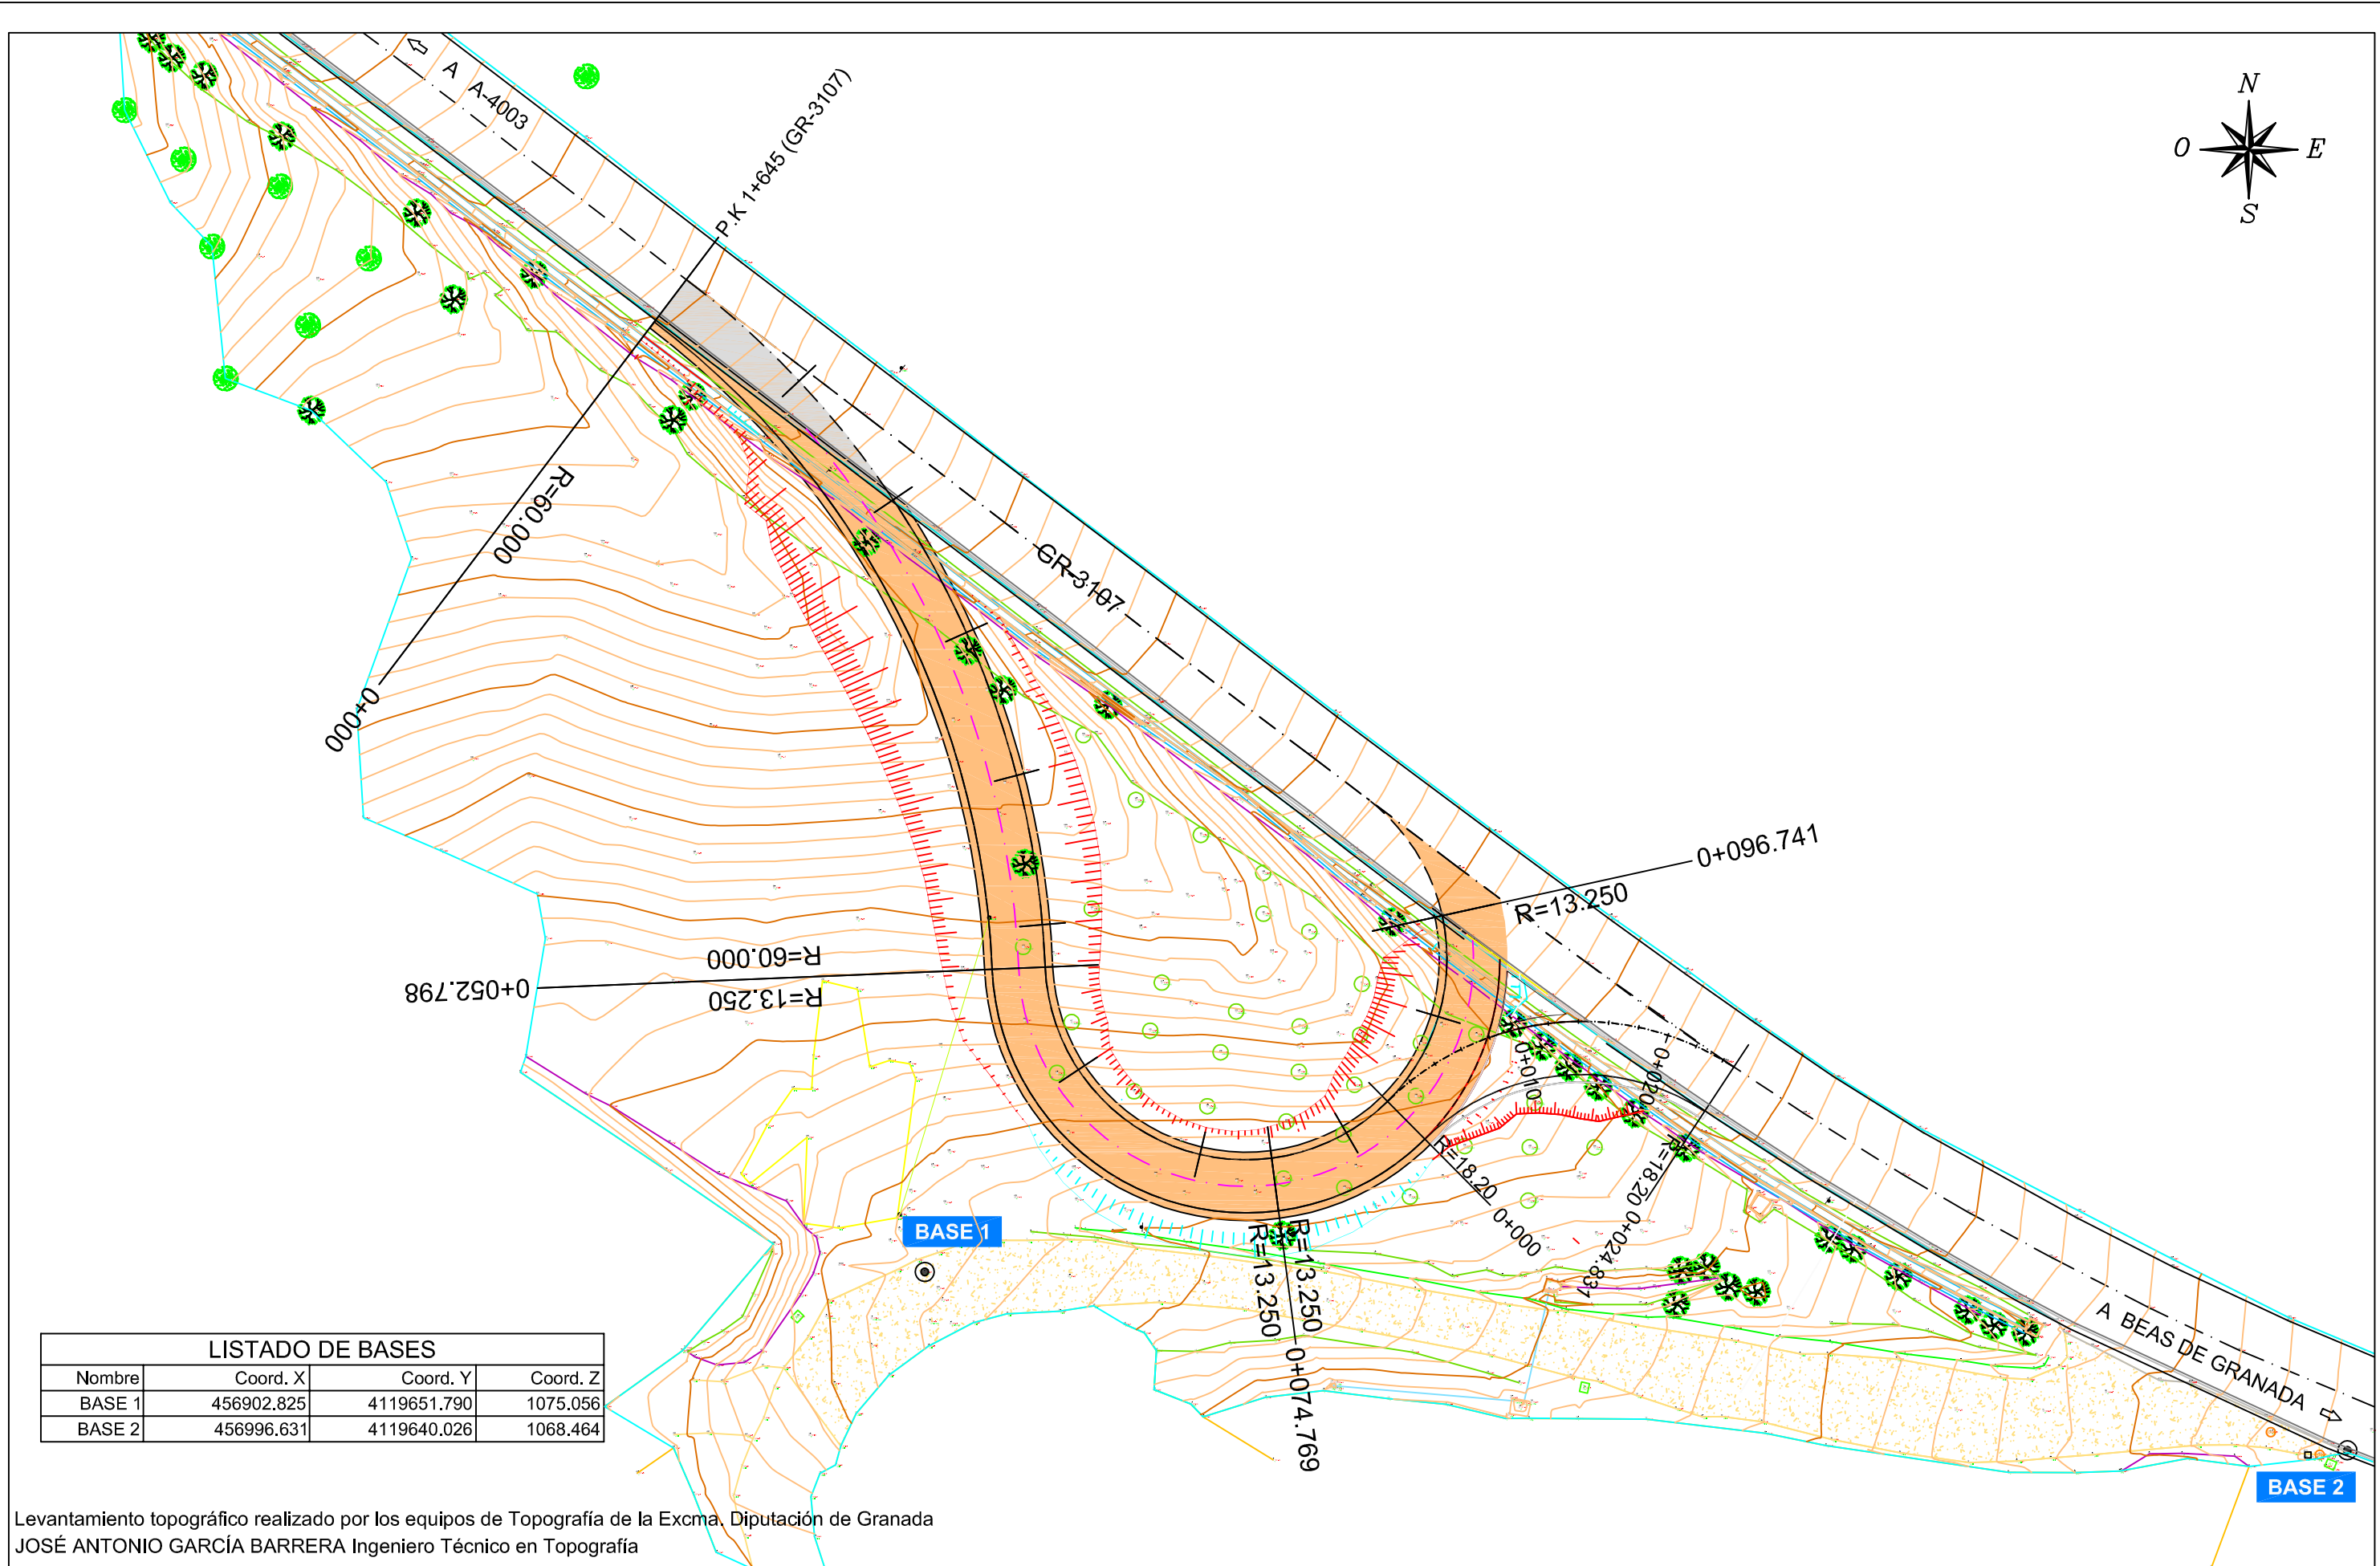 A A-4003
P.K 1+645 (GR-3107)
N
O
E
S
R=60.000
0+000
GR-3107
0+096.741
R=13.250
R=60.000
0+052.798
R=13.250
0+010
0+020
R=18.20
0+000
R=18.20
0+024.831
BASE 1
R=13.250
R=13.250
0+074.769
A BEAS DE GRANADA
BASE 2
LISTADO DE BASES
Nombre Coord. X Coord. Y Coord. Z
BASE 1 456902.825 4119651.790 1075.056
BASE 2 456996.631 4119640.026 1068.464
Levantamiento topográfico realizado por los equipos de Topografía de la Excma. Diputación de Granada
JOSÉ ANTONIO GARCÍA BARRERA Ingeniero Técnico en Topografía